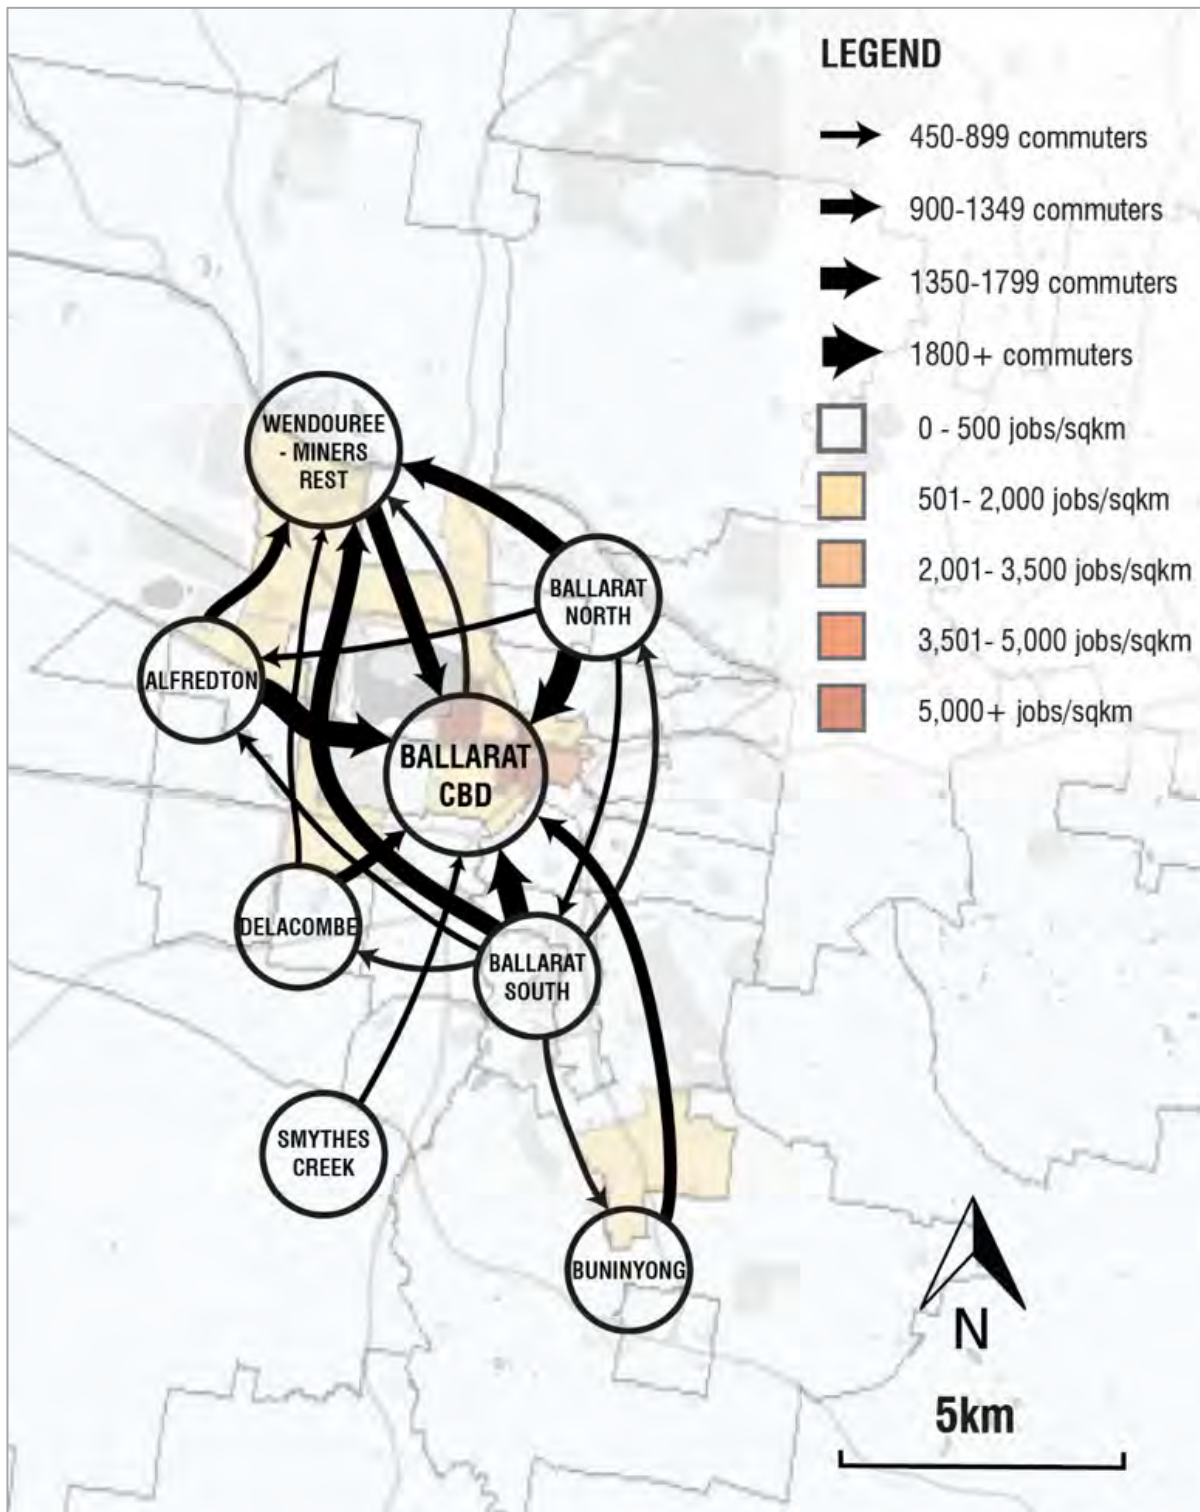 LEGEND
450-899 commuters
900-1349 commuters
1350-1799 commuters
1800+ commuters
0 - 500 jobs/sqkm
501- 2,000 jobs/sqkm
2,001- 3,500 jobs/sqkm
3,501- 5,000 jobs/sqkm
5,000+ jobs/sqkm
WENDOUREE
- MINERS
REST
BALLARAT
NORTH
ALFREDTON
BALLARAT
CBD
DELACOMBE
BALLARAT
SOUTH
SMYTHES
CREEK
BUNINYONG
N
5km